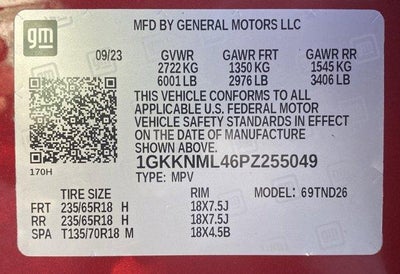 MFD BY GENERAL MOTORS LLC
gm
09/23 GVWR GAWR FRT GAWR RR
2722 KG 1350 KG 1545 KG
6001 LB 2976 LB 3406 LB
THIS VEHICLE CONFORMS TO ALL
APPLICABLE U.S. FEDERAL MOTOR
VEHICLE SAFETY STANDARDS IN EFFECT
ON THE DATE OF MANUFACTURE
SHOWN ABOVE.
170H
1GKKNML46PZ255049
TYPE: MPV
TIRE SIZE RIM MODEL: 69TND26
FRT 235/65R18 H 18X7.5J
RR 235/65R18 H 18X7.5J
SPA T135/70R18 M 18X4.5B